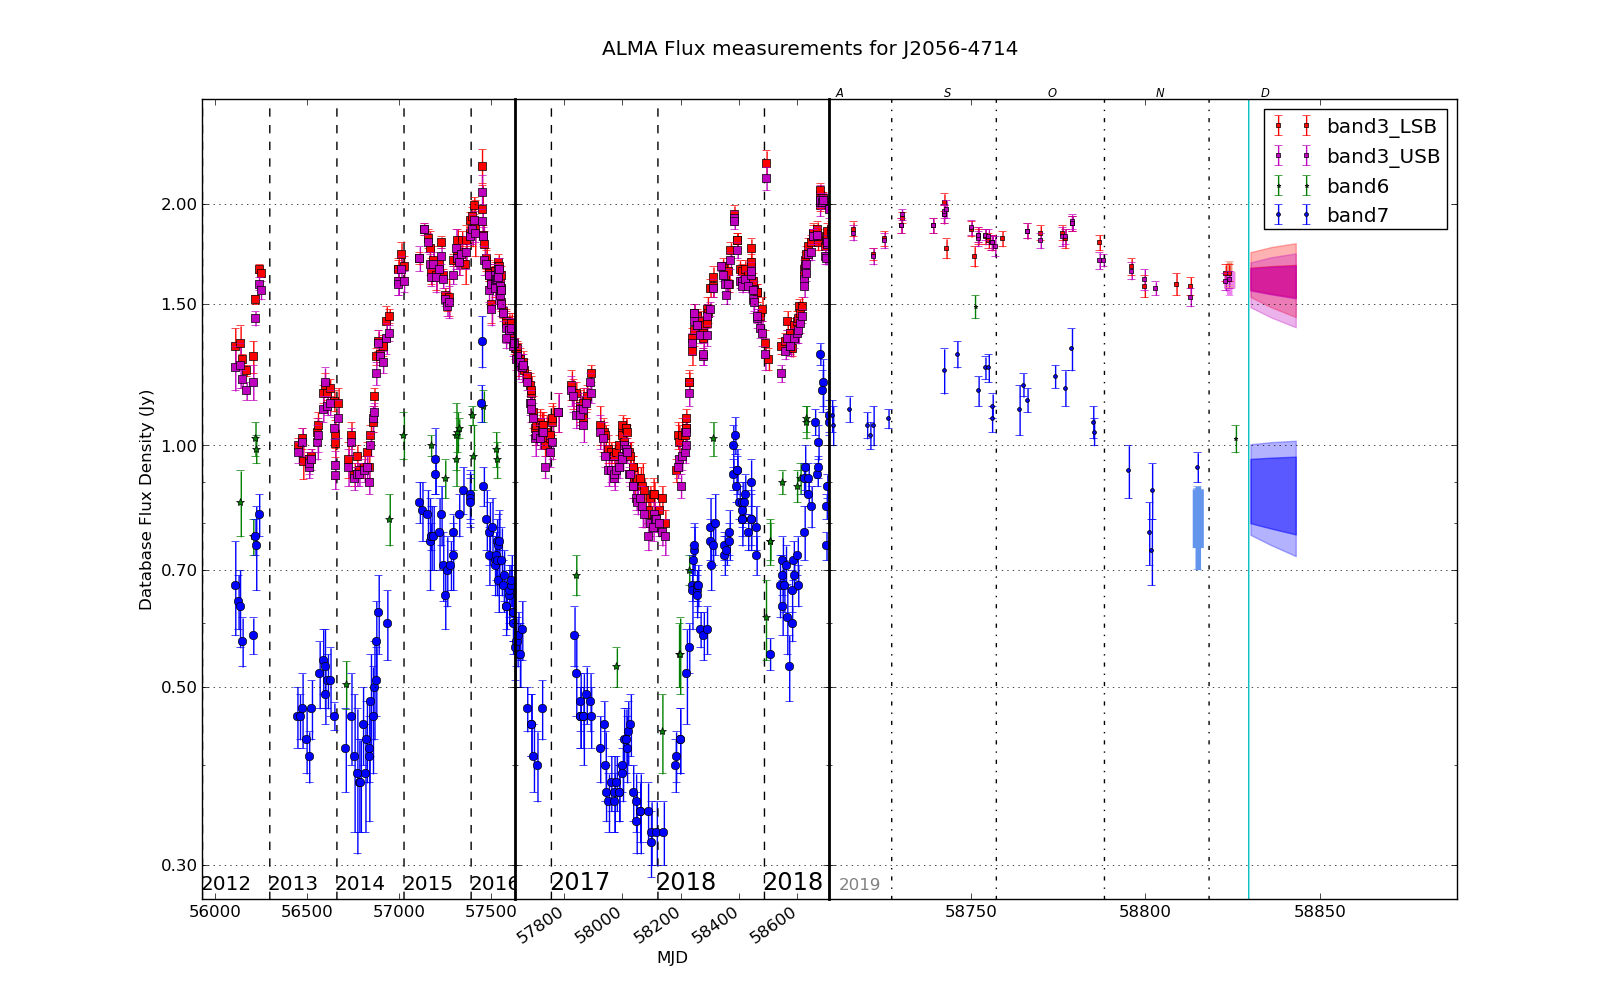 ALMA Flux measurements for J2056-4714
A S O N D
band3_LSB
band3_USB
band6
band7
2.00
1.50
1.00
0.70
0.50
0.30
Database Flux Density (Jy)
2012 2013 2014 2015 2016 2017 2018 2018 2019
56000 56500 57000 57500 57800 58000 58200 58400 58600 58750 58800 58850
MJD